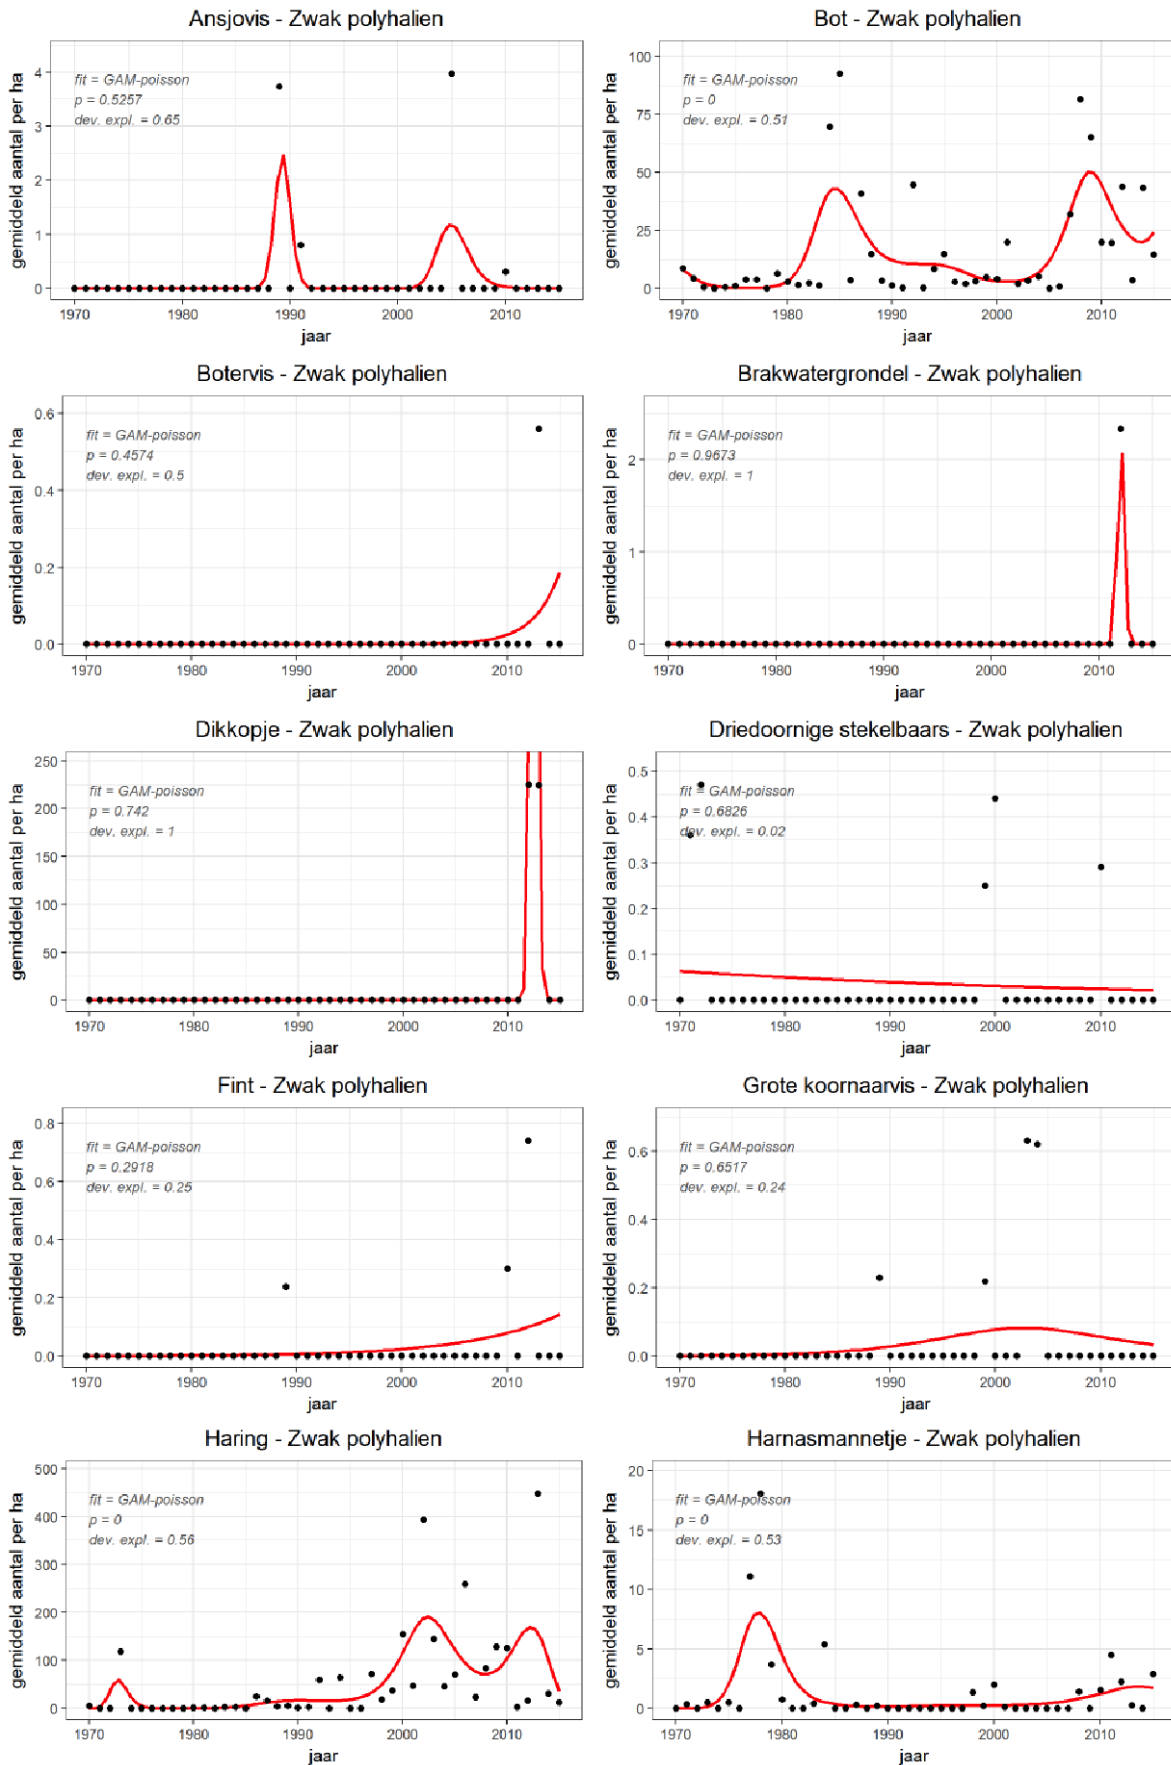 Ansjovis - Zwak polyhalien
gemiddeld aantal per ha
4
3
2
1
0
fit = GAM-poisson
p = 0.5257
dev. expl. = 0.65
1970 1980 1990 2000 2010
jaar
Bot - Zwak polyhalien
gemiddeld aantal per ha
100
75
50
25
0
fit = GAM-poisson
p = 0
dev. expl. = 0.51
1970 1980 1990 2000 2010
jaar
Botervis - Zwak polyhalien
gemiddeld aantal per ha
0.6
0.4
0.2
0.0
fit = GAM-poisson
p = 0.4574
dev. expl. = 0.5
1970 1980 1990 2000 2010
jaar
Brakwatergrondel - Zwak polyhalien
gemiddeld aantal per ha
2
1
0
fit = GAM-poisson
p = 0.9673
dev. expl. = 1
1970 1980 1990 2000 2010
jaar
Dikkopje - Zwak polyhalien
gemiddeld aantal per ha
250
200
150
100
50
0
fit = GAM-poisson
p = 0.742
dev. expl. = 1
1970 1980 1990 2000 2010
jaar
Driedoornige stekelbaars - Zwak polyhalien
gemiddeld aantal per ha
0.5
0.4
0.3
0.2
0.1
0.0
fit = GAM-poisson
p = 0.6826
dev. expl. = 0.02
1970 1980 1990 2000 2010
jaar
Fint - Zwak polyhalien
gemiddeld aantal per ha
0.8
0.6
0.4
0.2
0.0
fit = GAM-poisson
p = 0.2918
dev. expl. = 0.25
1970 1980 1990 2000 2010
jaar
Grote koornaarvis - Zwak polyhalien
gemiddeld aantal per ha
0.6
0.4
0.2
0.0
fit = GAM-poisson
p = 0.6517
dev. expl. = 0.24
1970 1980 1990 2000 2010
jaar
Haring - Zwak polyhalien
gemiddeld aantal per ha
500
400
300
200
100
0
fit = GAM-poisson
p = 0
dev. expl. = 0.56
1970 1980 1990 2000 2010
jaar
Harnasmannetje - Zwak polyhalien
gemiddeld aantal per ha
20
15
10
5
0
fit = GAM-poisson
p = 0
dev. expl. = 0.53
1970 1980 1990 2000 2010
jaar